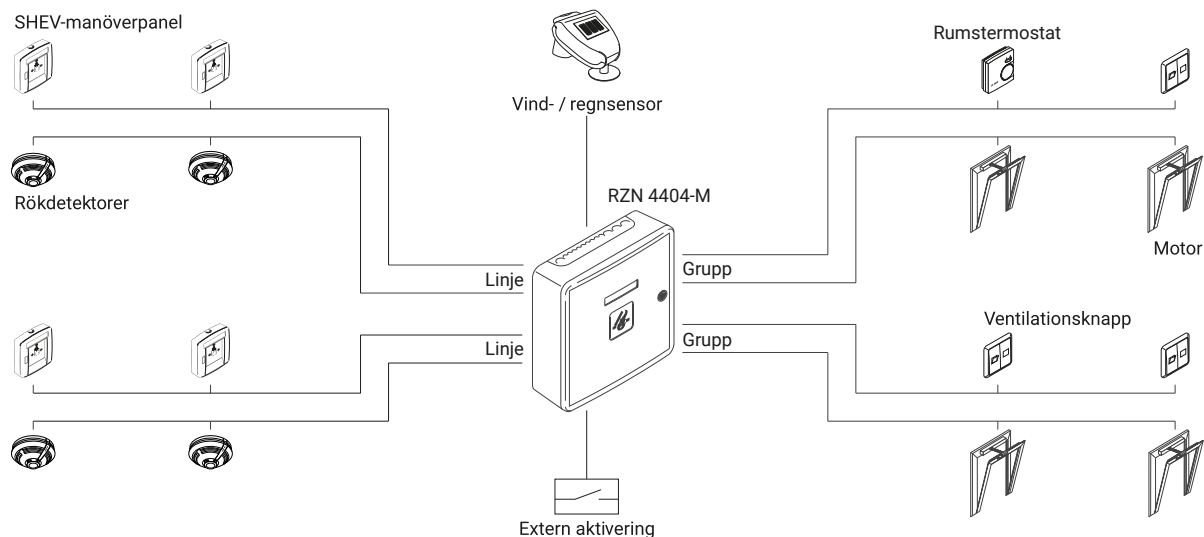 SHEV-manöverpanel
Rumstermostat
Vind- / regnsensor
Rökdetektorer
RZN 4404-M
Motor
Linje
Grupp
Ventilationsknapp
Linje
Grupp
Extern aktivering